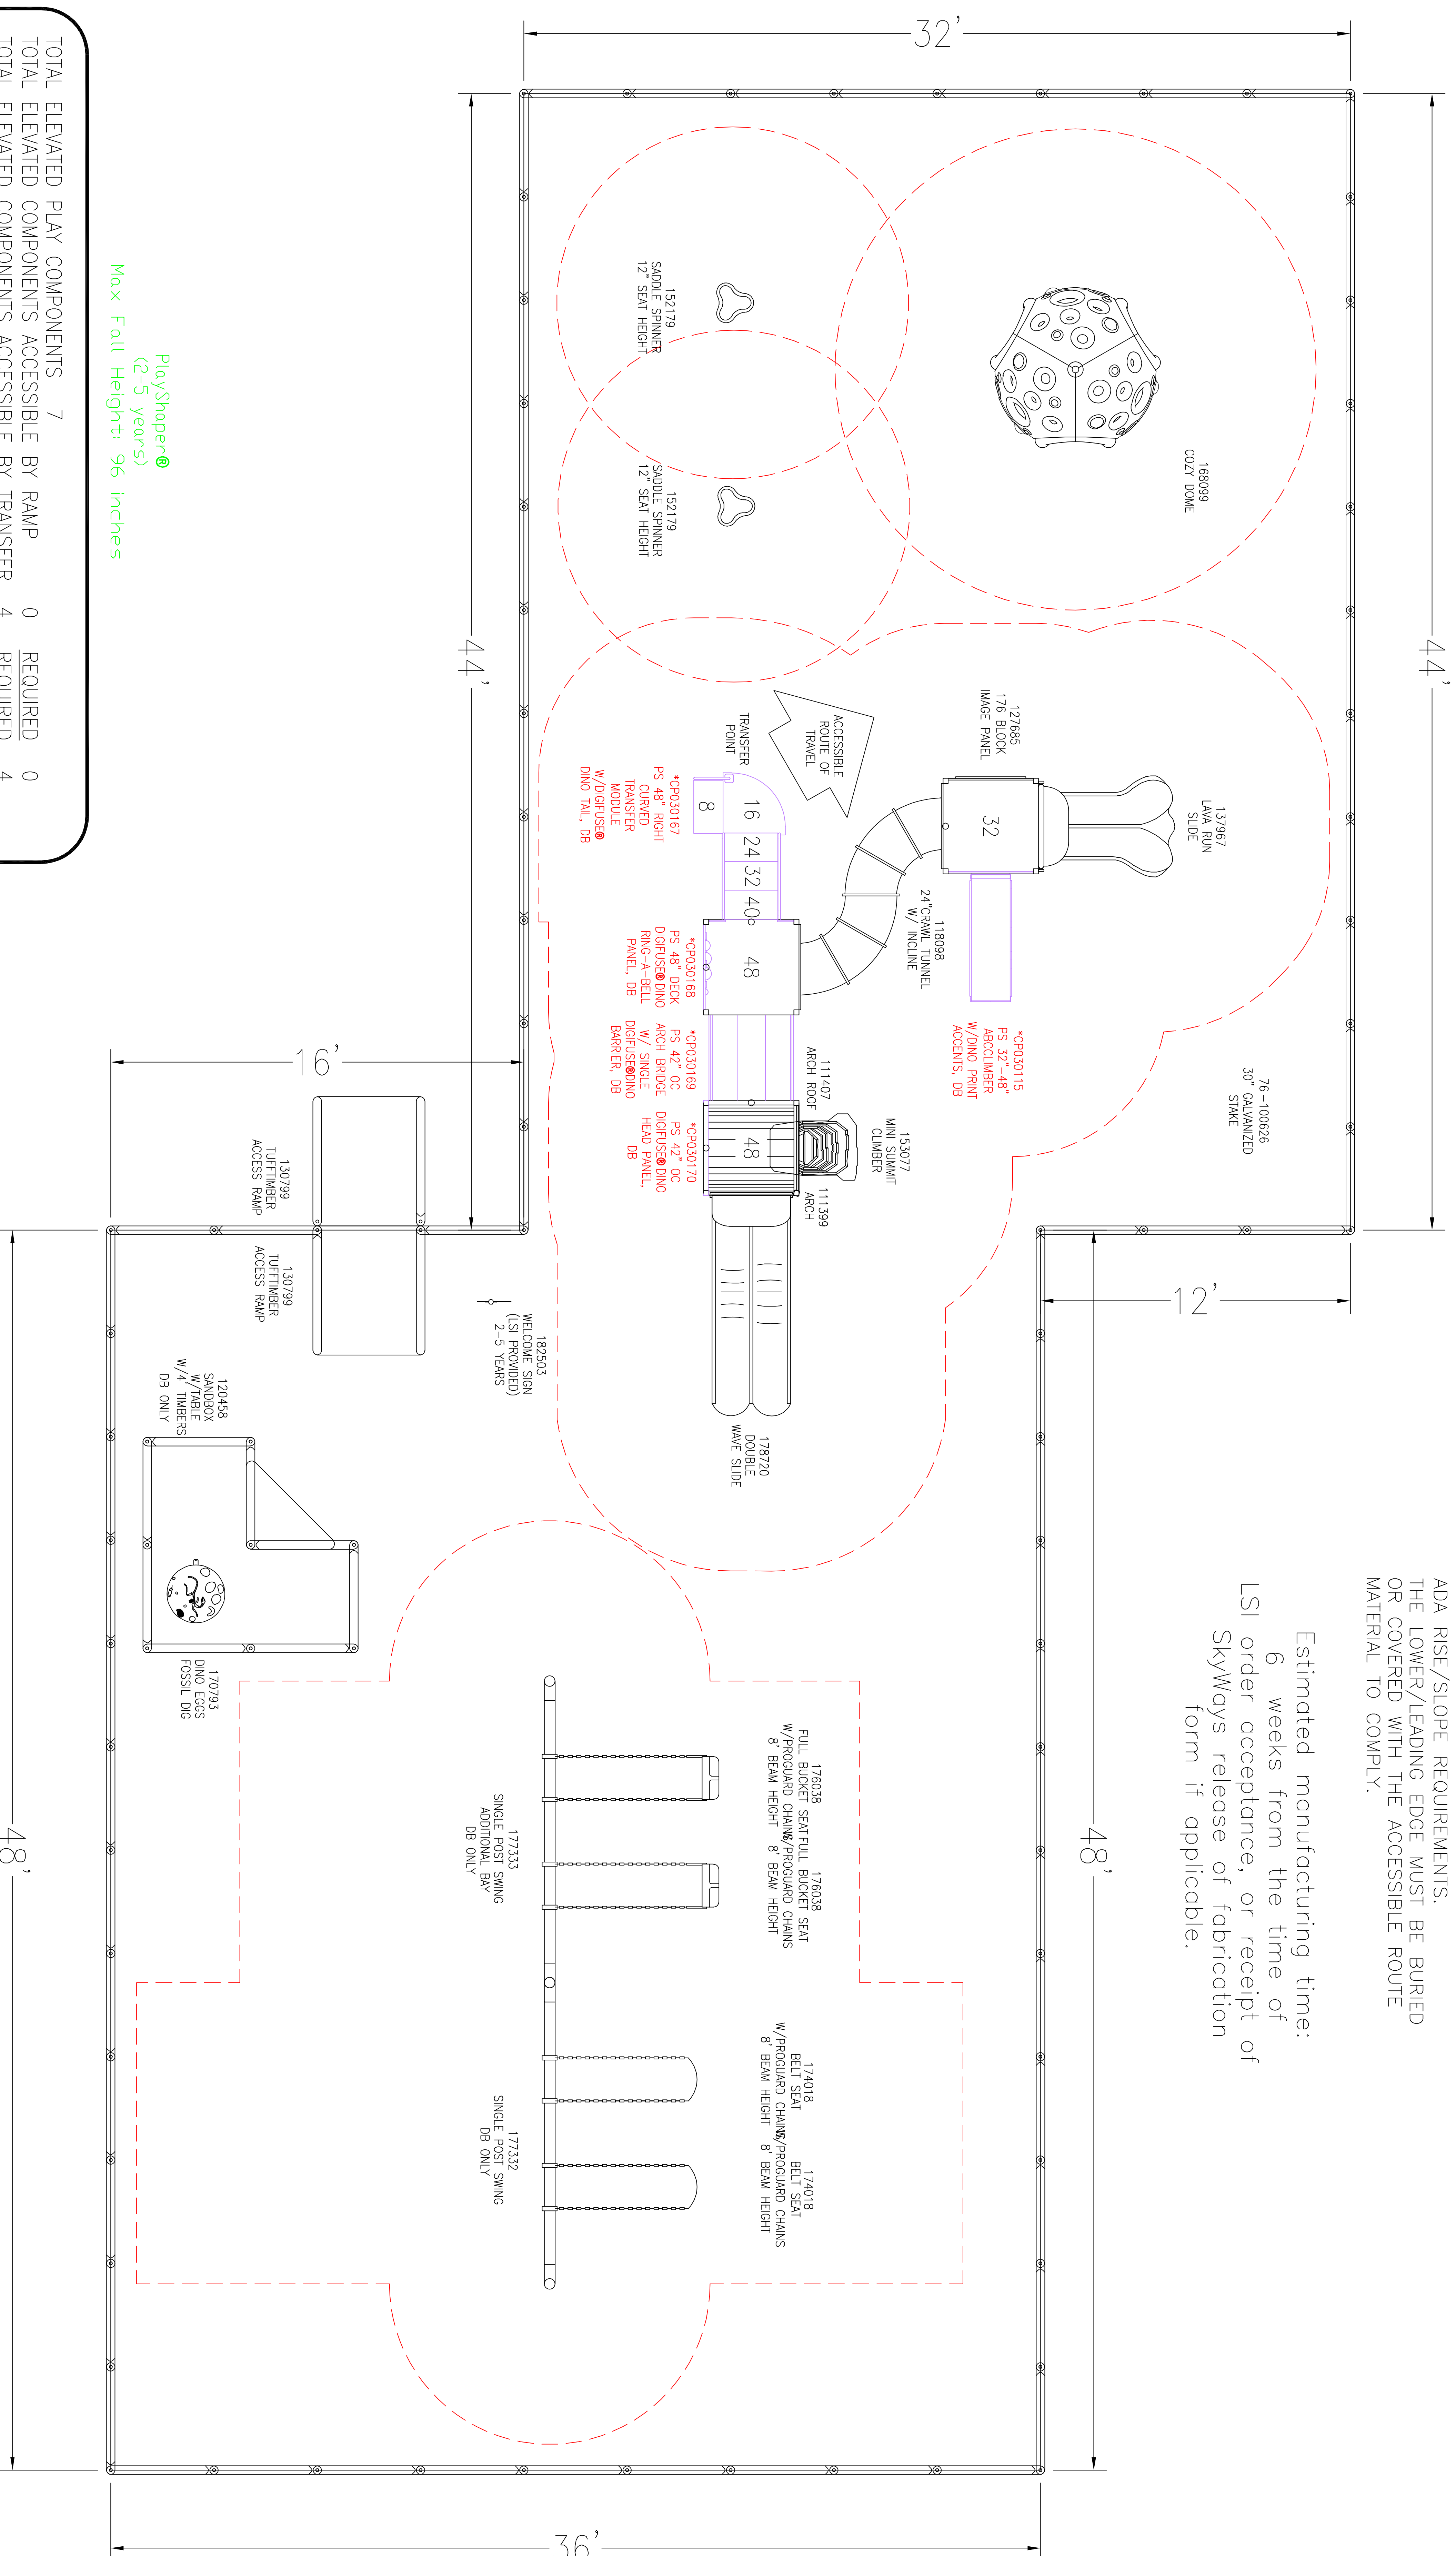 ADA RISE/SLOPE REQUIREMENTS.
THE LOWER/LEADING EDGE MUST BE BURIED
OR COVERED WITH THE ACCESSIBLE ROUTE
MATERIAL TO COMPLY.
Estimated manufacturing time:
6 weeks from the time of
LSI order acceptance, or receipt of
SkyWays release of fabrication
form if applicable.
44'
32'
12'
48'
168099
COZY DOME
137967
LAVA RUN
SLIDE
76-100626
30" GALVANIZED
STAKE
127685
176 BLOCK
IMAGE PANEL
32
118098
24"CRAWL TUNNEL
W/ INCLINE
*CP030115
PS 32"-48"
ABCCLIMBER
W/DINO PRINT
ACCENTS, DB
153077
MINI SUMMIT
CLIMBER
111407
ARCH ROOF
111399
ARCH
ACCESSIBLE
ROUTE OF
TRAVEL
TRANSFER
POINT
8
16
24
32
40
48
48
152179
SADDLE SPINNER
12" SEAT HEIGHT
152179
SADDLE SPINNER
12" SEAT HEIGHT
*CP030167
PS 48" RIGHT
CURVED
TRANSFER
MODULE
W/DIGIFUSE®
DINO TAIL, DB
*CP030168
PS 48" DECK
DIGIFUSE®DINO
RING-A-BELL
PANEL, DB
*CP030169
PS 42" OC
ARCH BRIDGE
W/ SINGLE
DIGIFUSE®DINO
BARRIER, DB
*CP030170
PS 42" OC
DIGIFUSE®DINO
HEAD PANEL,
DB
178720
DOUBLE
WAVE SLIDE
176038
FULL BUCKET SEAT
W/PROGUARD CHAINS
8' BEAM HEIGHT
176038
FULL BUCKET SEAT
W/PROGUARD CHAINS
8' BEAM HEIGHT
174018
BELT SEAT
W/PROGUARD CHAINS
8' BEAM HEIGHT
174018
BELT SEAT
W/PROGUARD CHAINS
8' BEAM HEIGHT
177333
SINGLE POST SWING
ADDITIONAL BAY
DB ONLY
177332
SINGLE POST SWING
DB ONLY
44'
16'
182503
WELCOME SIGN
(LSI PROVIDED)
2-5 YEARS
130799
TUFFTIMBER
ACCESS RAMP
130799
TUFFTIMBER
ACCESS RAMP
120458
SANDBOX
W/TABLE
W/4' TIMBERS
DB ONLY
170793
DINO EGGS
FOSSIL DIG
36'
48'
PlayShaper®
(2-5 years)
Max Fall Height: 96 inches
TOTAL ELEVATED PLAY COMPONENTS 7
TOTAL ELEVATED COMPONENTS ACCESSIBLE BY RAMP 0 REQUIRED 0
TOTAL ELEVATED COMPONENTS ACCESSIBLE BY TRANSFER 4 REQUIRED 4